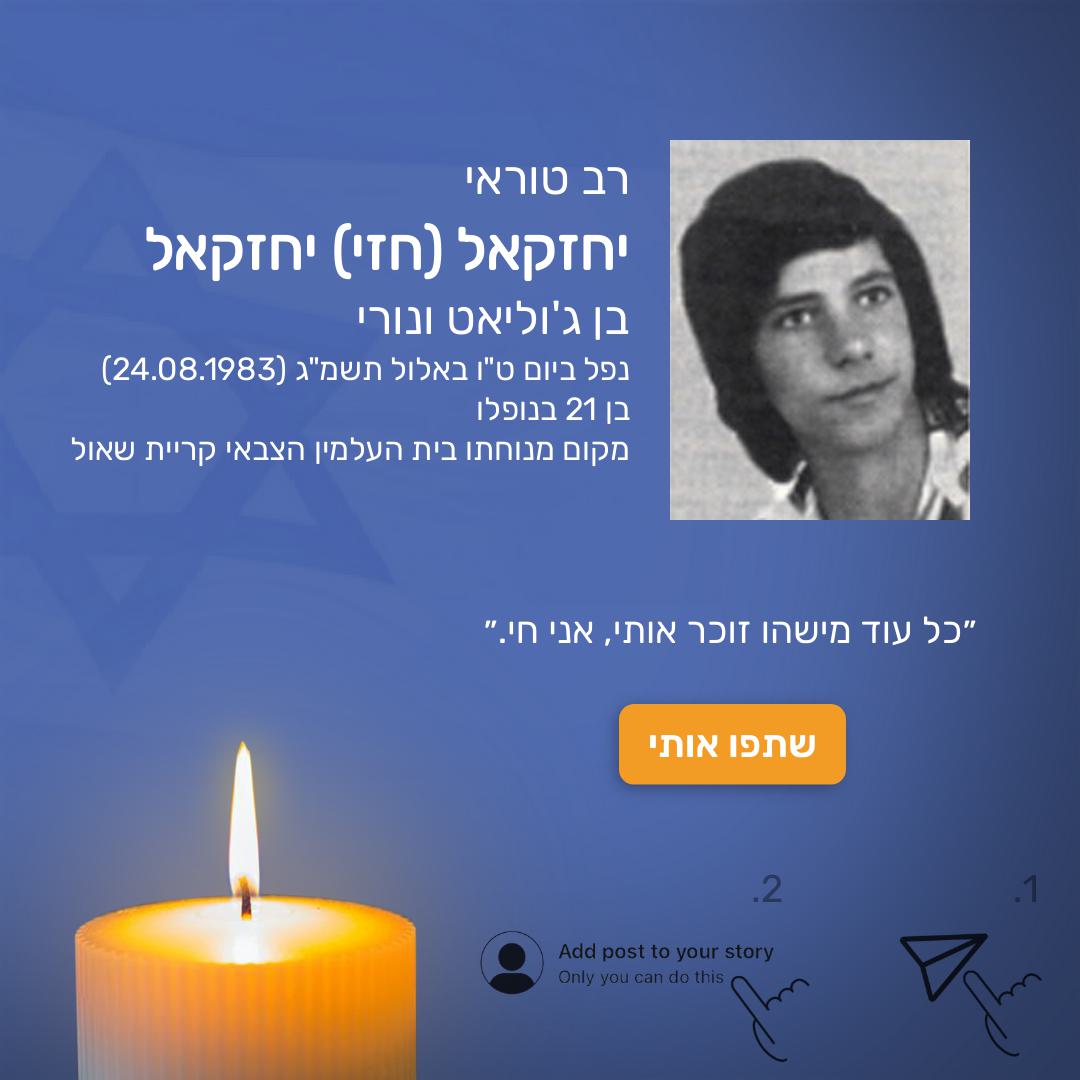 רב טוראי
יחזקאל (חזי) יחזקאל
בן ג'וליאט ונורי
נפל ביום ט"ו באלול תשמ"ג (24.08.1983)
בן 21 בנופלו
מקום מנוחתו בית העלמין הצבאי קריית שאול
״כל עוד מישהו זוכר אותי, אני חי.״
שתפו אותי
1.
2.
Add post to your story
Only you can do this